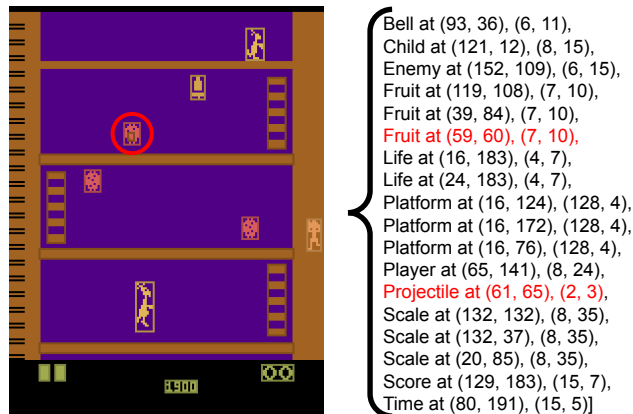 Bell at (93, 36), (6, 11),
Child at (121, 12), (8, 15),
Enemy at (152, 109), (6, 15),
Fruit at (119, 108), (7, 10),
Fruit at (39, 84), (7, 10),
Fruit at (59, 60), (7, 10),
Life at (16, 183), (4, 7),
Life at (24, 183), (4, 7),
Platform at (16, 124), (128, 4),
Platform at (16, 172), (128, 4),
Platform at (16, 76), (128, 4),
Player at (65, 141), (8, 24),
Projectile at (61, 65), (2, 3),
Scale at (132, 132), (8, 35),
Scale at (132, 37), (8, 35),
Scale at (20, 85), (8, 35),
Score at (129, 183), (15, 7),
Time at (80, 191), (15, 5)]
00
1900